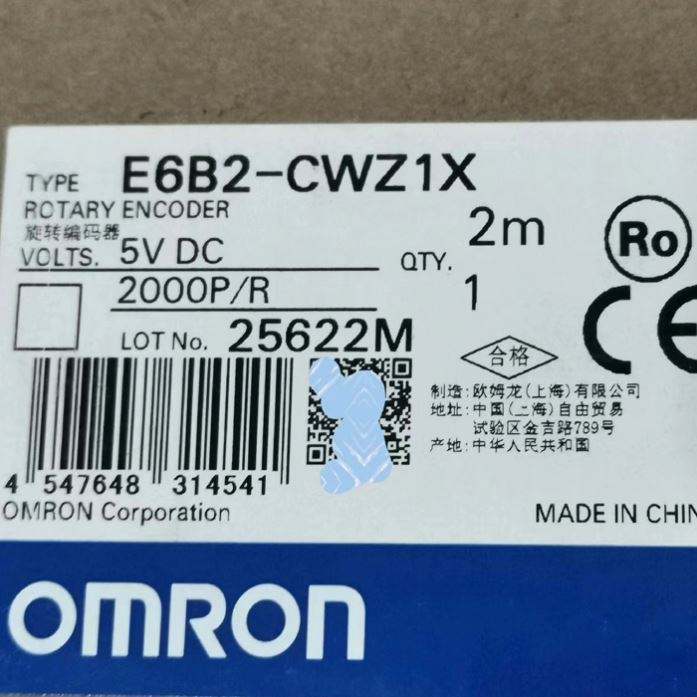 TYPE E6B2-CWZ1X
ROTARY ENCODER 2m
旋转编码器
VOLTS. 5V DC QTY.
2000P/R 1
LOT No. 25622M
Ro
CE
合格
制造: 欧姆龙(上海)有限公司
地址: 中国(上海)自由贸易
试验区金吉路789号
产地: 中华人民共和国
4 547648 314541
OMRON Corporation MADE IN CHIN
OMRON